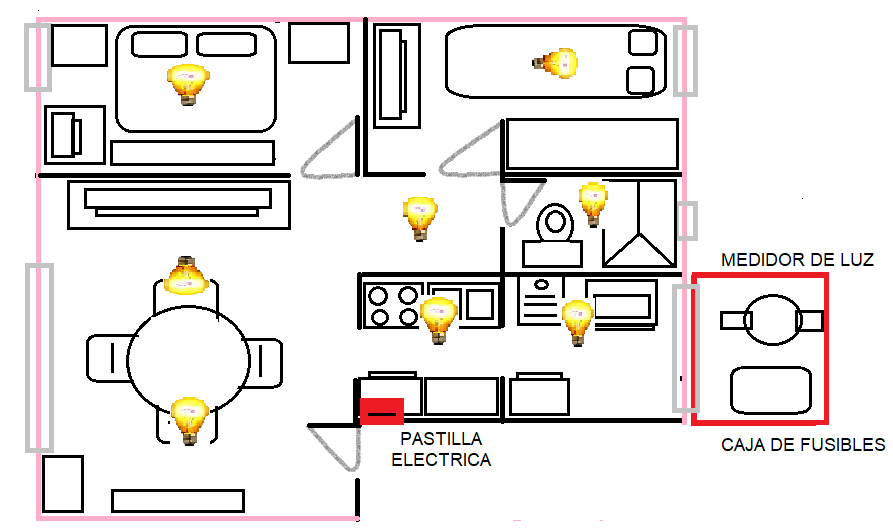 MEDIDOR DE LUZ
PASTILLA
ELECTRICA
CAJA DE FUSIBLES